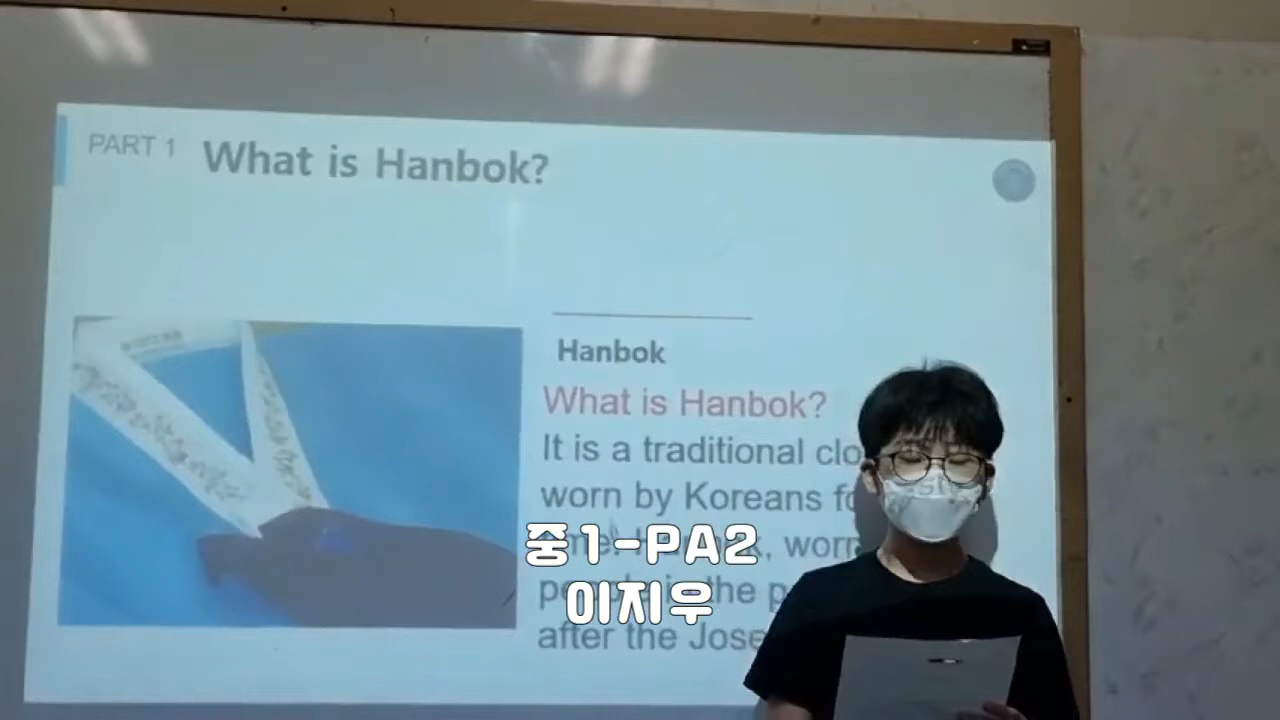 PART 1 What is Hanbok?
Hanbok
What is Hanbok?
It is a traditional clo
worn by Koreans fo
, worn
the p
after the Jose
중1-PA2
이지우